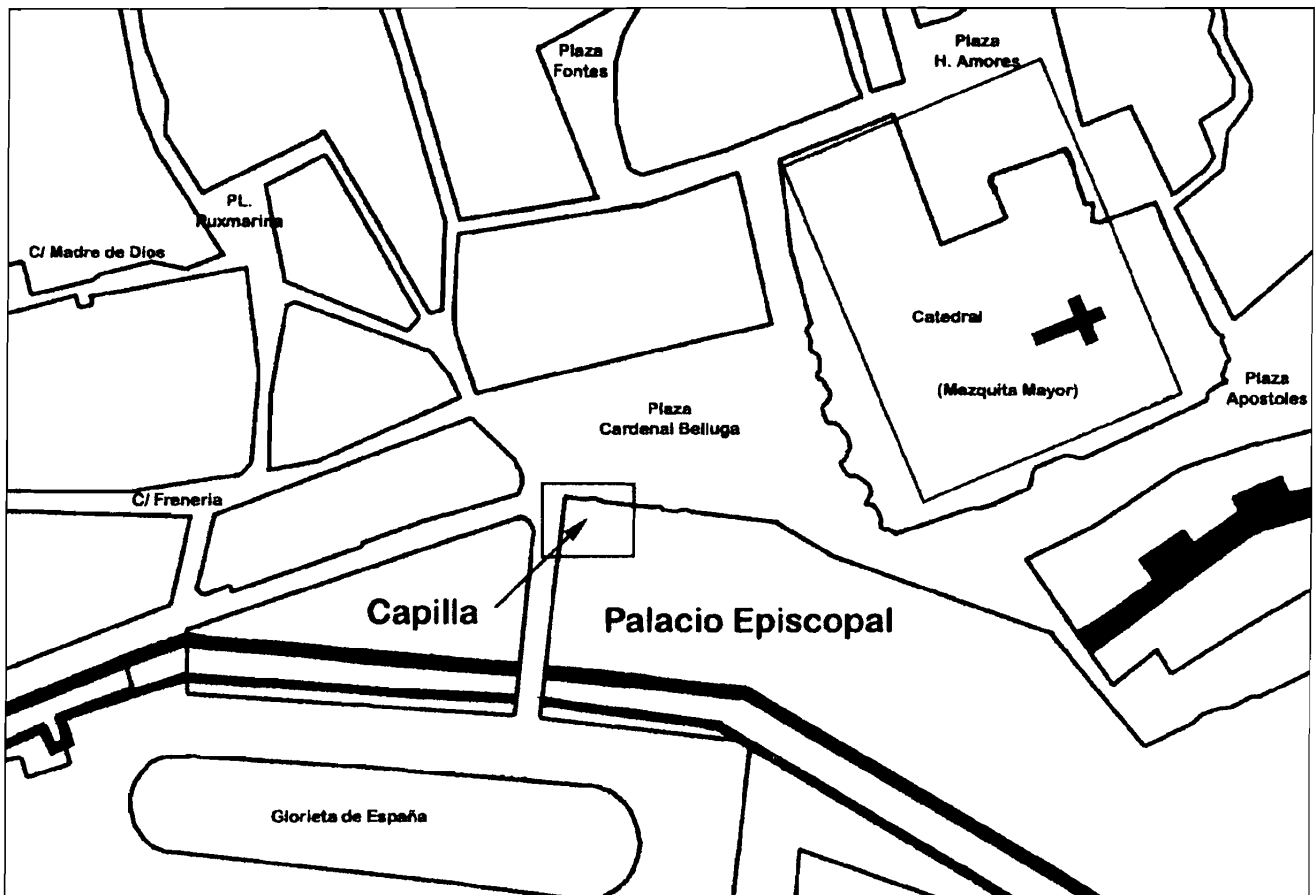 Plaza
Fontes
Plaza
H. Amores
PL.
Ruxmarina
C/ Madre de Dios
Catedral
(Mezquita Mayor)
Plaza
Apostoles
Plaza
Cardenal Belluga
C/ Freneria
Capilla
Palacio Episcopal
Glorieta de España